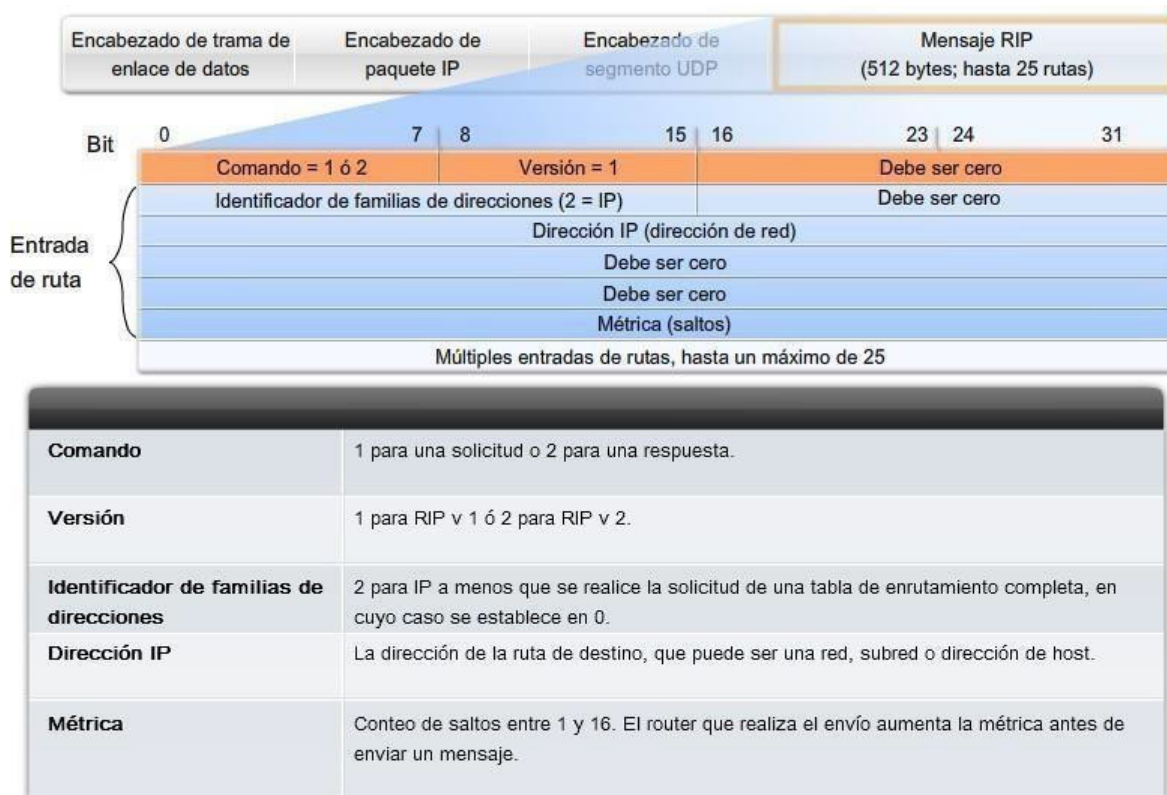 Encabezado de trama de
enlace de datos
Encabezado de
paquete IP
Encabezado de
segmento UDP
Mensaje RIP
(512 bytes; hasta 25 rutas)
Bit
0
7
8
15
16
23
24
31
Comando = 1 ó 2
Versión = 1
Debe ser cero
Identificador de familias de direcciones (2 = IP)
Debe ser cero
Entrada
de ruta
Dirección IP (dirección de red)
Debe ser cero
Debe ser cero
Métrica (saltos)
Múltiples entradas de rutas, hasta un máximo de 25
Comando
1 para una solicitud o 2 para una respuesta.
Versión
1 para RIP v 1 ó 2 para RIP v 2.
Identificador de familias de
direcciones
2 para IP a menos que se realice la solicitud de una tabla de enrutamiento completa, en
cuyo caso se establece en 0.
Dirección IP
La dirección de la ruta de destino, que puede ser una red, subred o dirección de host.
Métrica
Conteo de saltos entre 1 y 16. El router que realiza el envío aumenta la métrica antes de
enviar un mensaje.